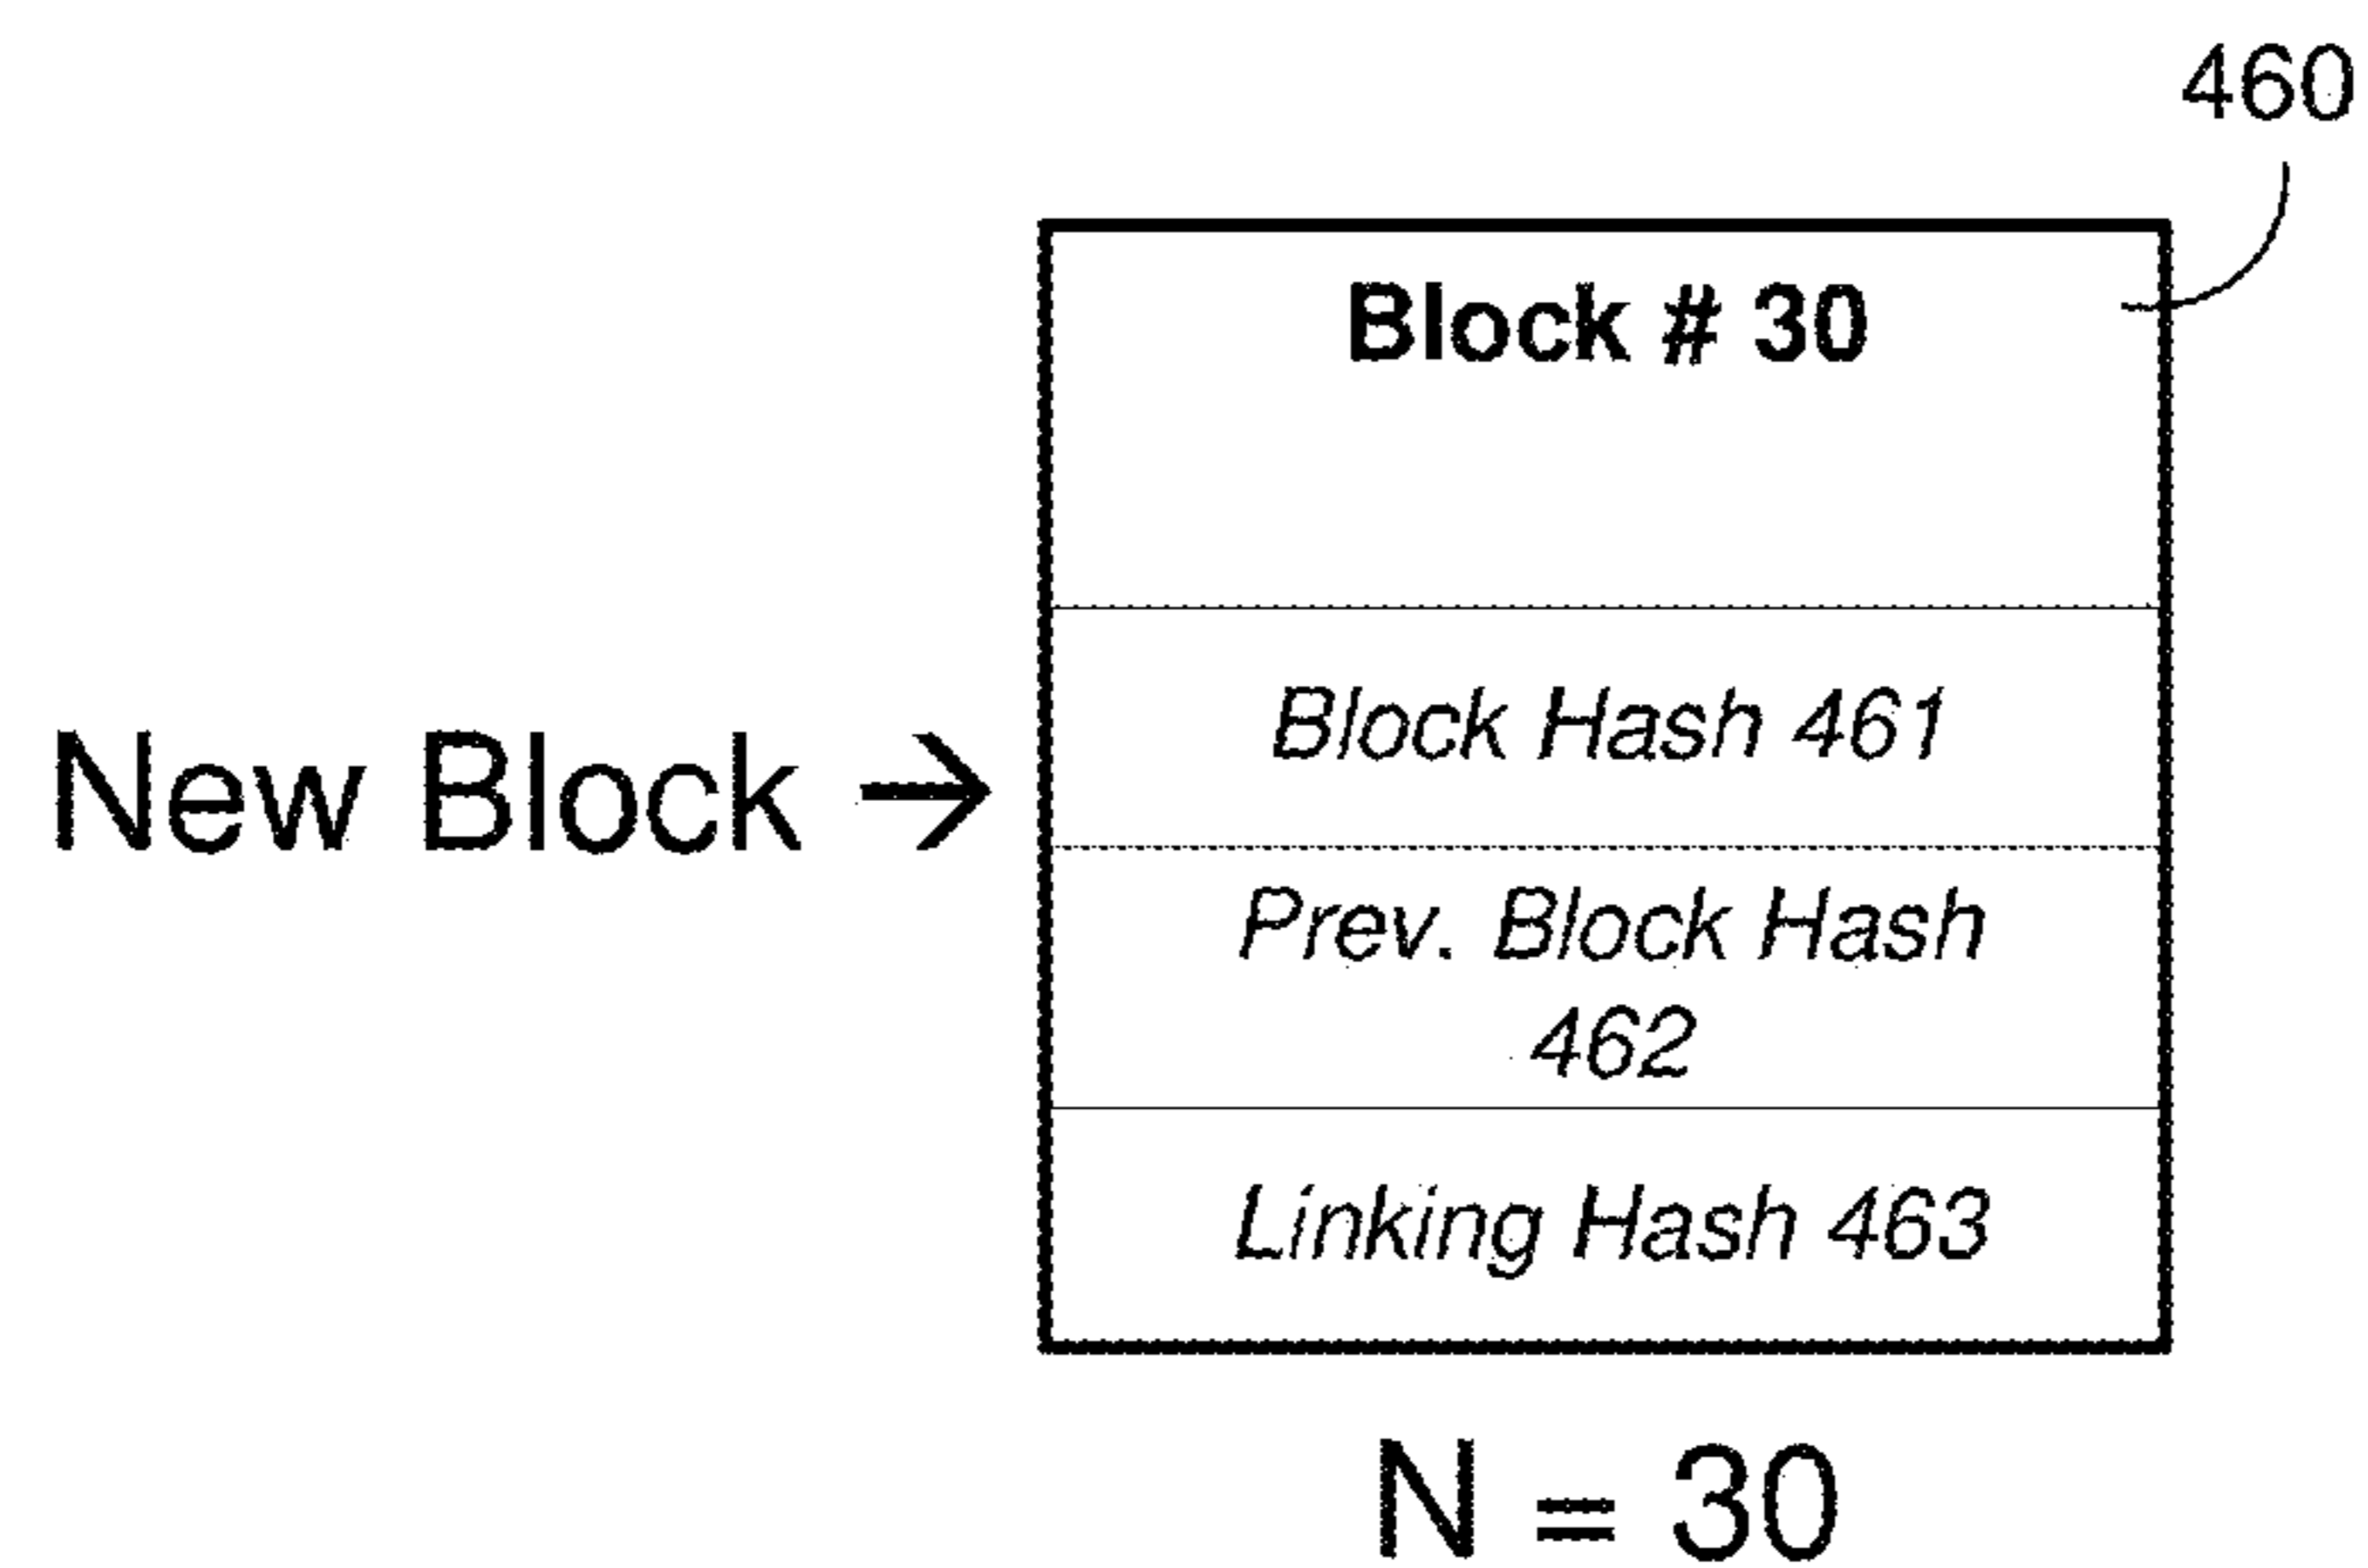 460
Block # 30
Block Hash 461
New Block →
Prev. Block Hash
462
Linking Hash 463
N = 30